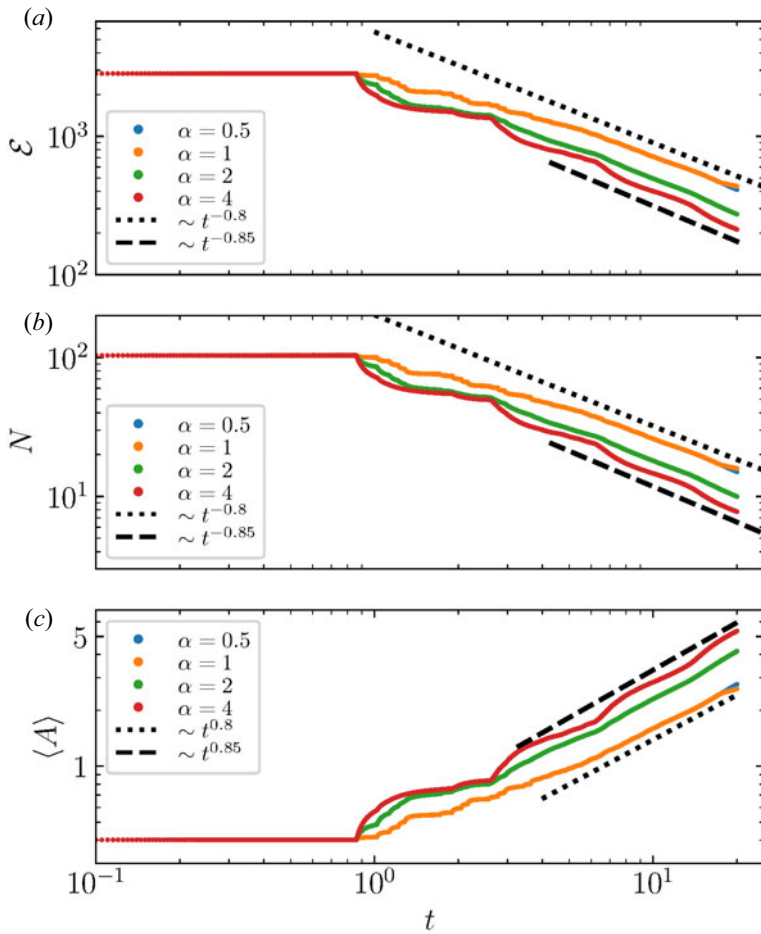 (a)
10^3
10^2
ℰ
α = 0.5
α = 1
α = 2
α = 4
∼ t^{-0.8}
∼ t^{-0.85}
(b)
10^2
10^1
N
α = 0.5
α = 1
α = 2
α = 4
∼ t^{-0.8}
∼ t^{-0.85}
(c)
5
1
⟨A⟩
α = 0.5
α = 1
α = 2
α = 4
∼ t^{0.8}
∼ t^{0.85}
10^{-1}
10^0
10^1
t